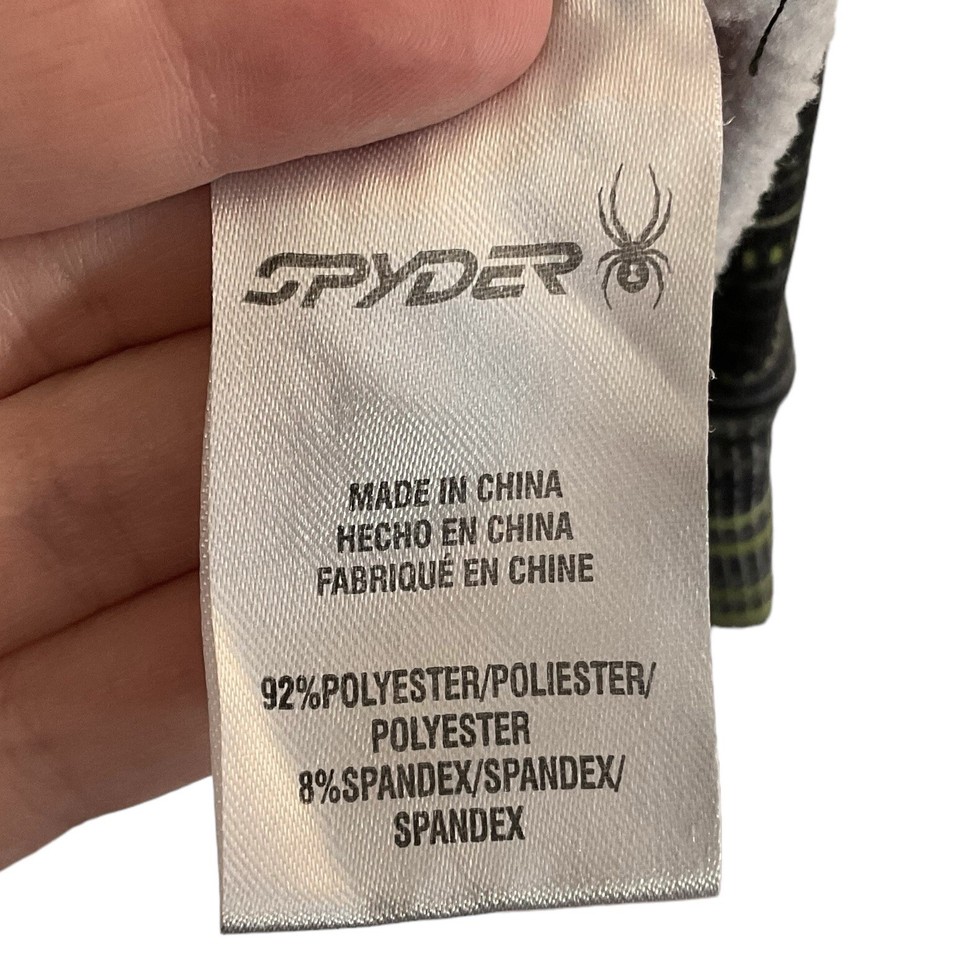 SPYDER
MADE IN CHINA
HECHO EN CHINA
FABRIQUÉ EN CHINE
92%POLYESTER/POLIESTER/
POLYESTER
8%SPANDEX/SPANDEX/
SPANDEX